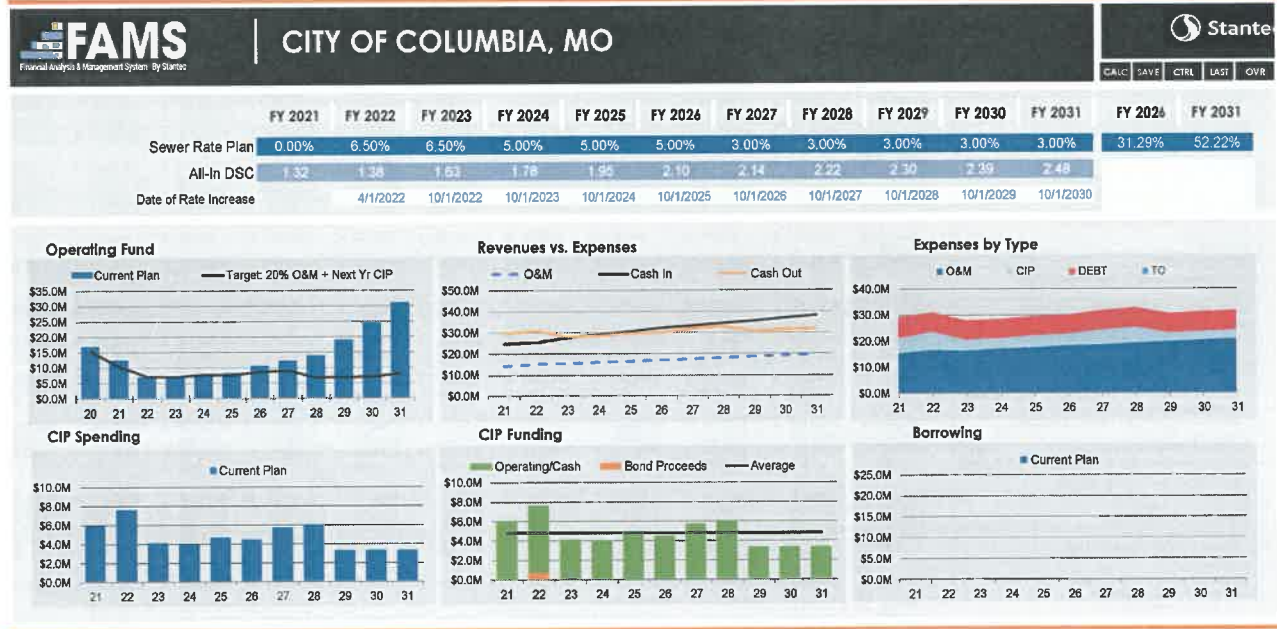 FAMS
Financial Analysis & Management System By Stantec
CITY OF COLUMBIA, MO
Stantec
CALC SAVE CTRL LAST OVR
FY 2021 FY 2022 FY 2023 FY 2024 FY 2025 FY 2026 FY 2027 FY 2028 FY 2029 FY 2030 FY 2031 FY 2026 FY 2031
Sewer Rate Plan 0.00% 6.50% 6.50% 5.00% 5.00% 5.00% 3.00% 3.00% 3.00% 3.00% 3.00% 31.29% 52.22%
All-In DSC 1.32 1.38 1.63 1.78 1.95 2.10 2.14 2.22 2.30 2.39 2.48
Date of Rate Increase 4/1/2022 10/1/2022 10/1/2023 10/1/2024 10/1/2025 10/1/2026 10/1/2027 10/1/2028 10/1/2029 10/1/2030
Operating Fund
Current Plan Target: 20% O&M + Next Yr CIP
$35.0M
$30.0M
$25.0M
$20.0M
$15.0M
$10.0M
$5.0M
$0.0M
20 21 22 23 24 25 26 27 28 29 30 31
Revenues vs. Expenses
O&M Cash In Cash Out
$50.0M
$40.0M
$30.0M
$20.0M
$10.0M
$0.0M
21 22 23 24 25 26 27 28 29 30 31
Expenses by Type
O&M CIP DEBT TO
$40.0M
$30.0M
$20.0M
$10.0M
$0.0M
21 22 23 24 25 26 27 28 29 30 31
CIP Spending
Current Plan
$10.0M
$8.0M
$6.0M
$4.0M
$2.0M
$0.0M
21 22 23 24 25 26 27 28 29 30 31
CIP Funding
Operating/Cash Bond Proceeds Average
$10.0M
$8.0M
$6.0M
$4.0M
$2.0M
$0.0M
21 22 23 24 25 26 27 28 29 30 31
Borrowing
Current Plan
$25.0M
$20.0M
$15.0M
$10.0M
$5.0M
$0.0M
21 22 23 24 25 26 27 28 29 30 31